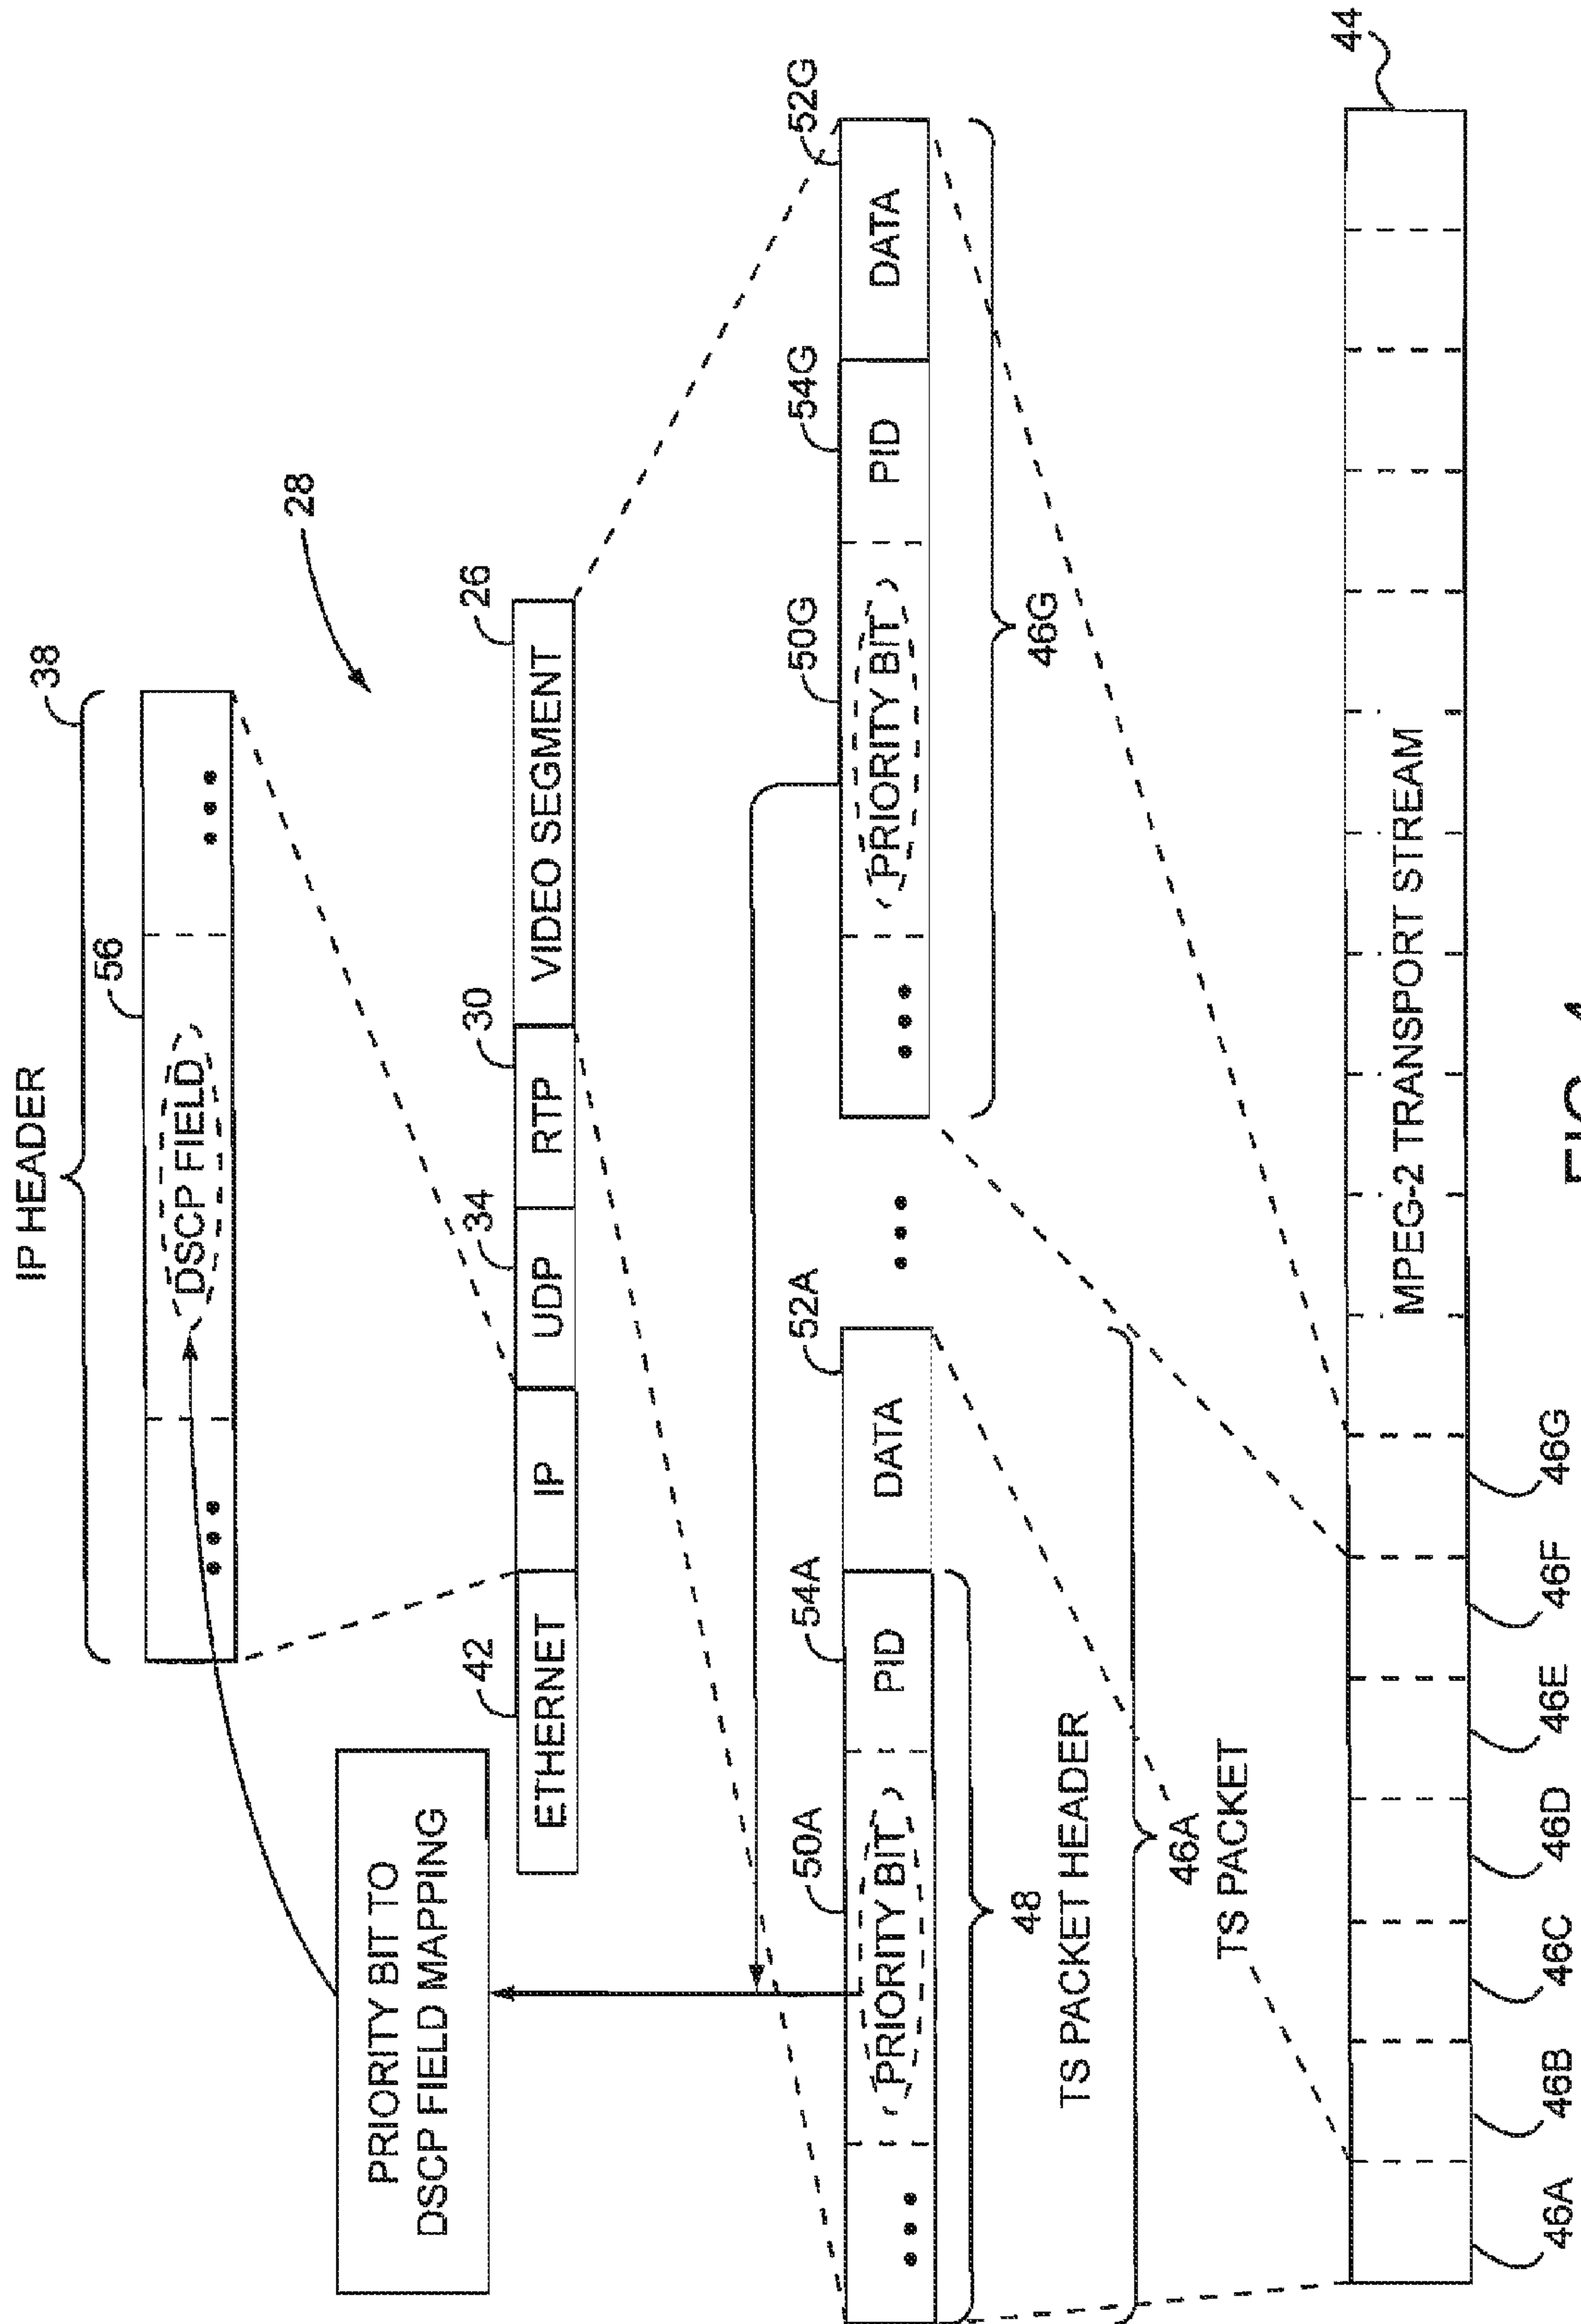 IP HEADER
38
56
••• DSCP FIELD •••
28
PRIORITY BIT TO
DSCP FIELD MAPPING
42
34
30
26
ETHERNET IP UDP RTP VIDEO SEGMENT
50A
54A
52A
50G
54G
52G
••• PRIORITY BIT PID DATA ••• ••• PRIORITY BIT PID DATA
48
TS PACKET HEADER
46G
46A
TS PACKET
44
MPEG-2 TRANSPORT STREAM
46A 46B 46C 46D 46E 46F 46G